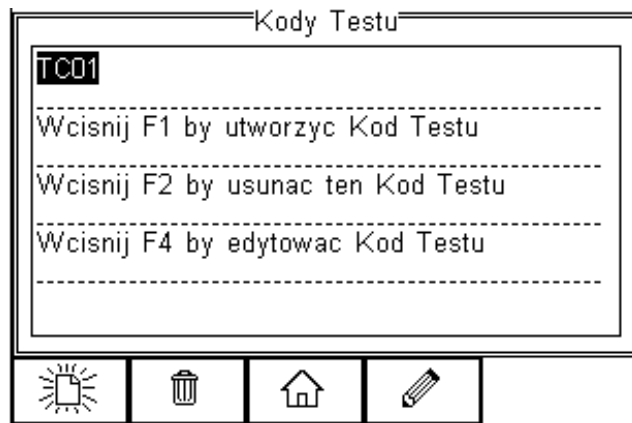 Kody Testu
TC01
Wcisnij F1 by utworzyc Kod Testu
Wcisnij F2 by usunac ten Kod Testu
Wcisnij F4 by edytowac Kod Testu